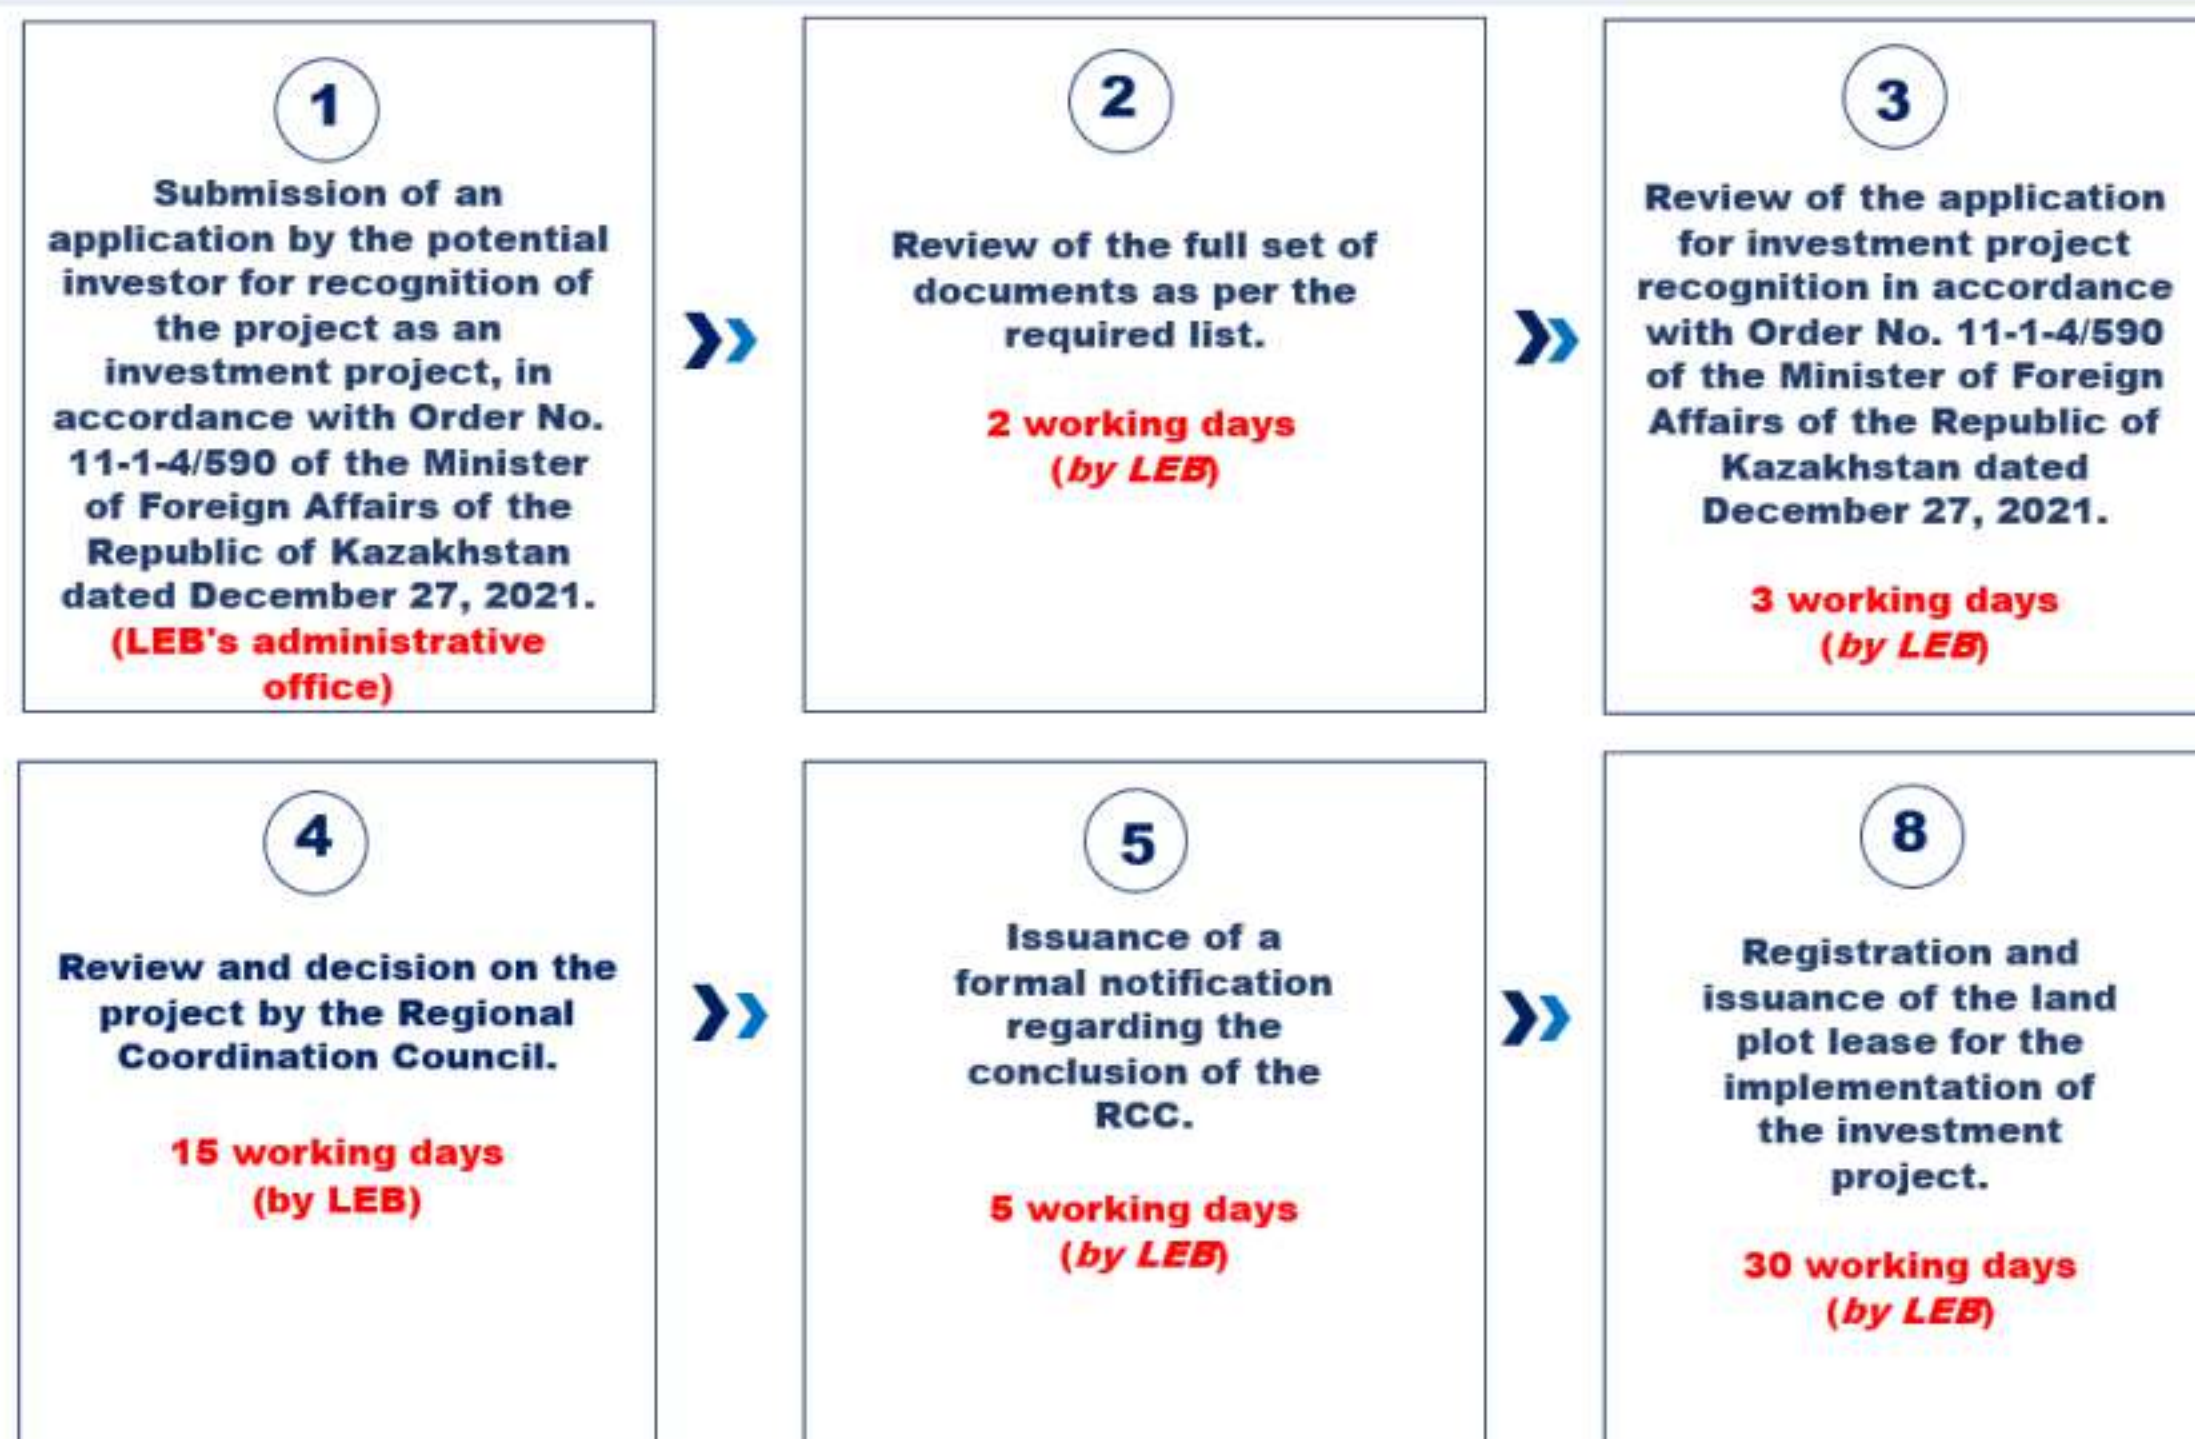 1
Submission of an
application by the potential
investor for recognition of
the project as an
investment project, in
accordance with Order No.
11-1-4/590 of the Minister
of Foreign Affairs of the
Republic of Kazakhstan
dated December 27, 2021.
(LEB's administrative
office)
2
Review of the full set of
documents as per the
required list.
2 working days
(by LEB)
3
Review of the application
for investment project
recognition in accordance
with Order No. 11-1-4/590
of the Minister of Foreign
Affairs of the Republic of
Kazakhstan dated
December 27, 2021.
3 working days
(by LEB)
4
Review and decision on the
project by the Regional
Coordination Council.
15 working days
(by LEB)
5
Issuance of a
formal notification
regarding the
conclusion of the
RCC.
5 working days
(by LEB)
8
Registration and
issuance of the land
plot lease for the
implementation of
the investment
project.
30 working days
(by LEB)